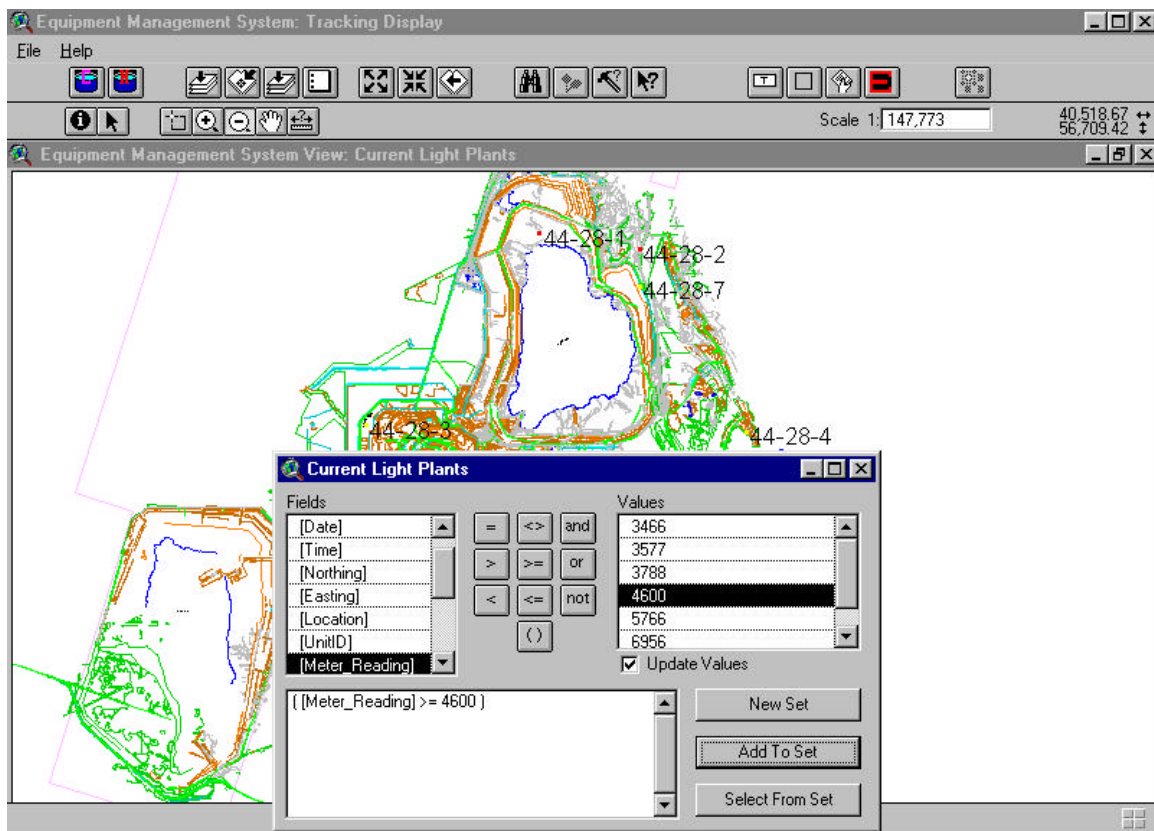 Equipment Management System: Tracking Display
File Help
T
Scale 1: 147,773
40,518.67
56,709.42
Equipment Management System View: Current Light Plants
44-28-1
44-28-2
44-28-7
44-28-3
44-28-4
Current Light Plants
Fields
Values
[Date]
[Time]
[Northing]
[Easting]
[Location]
[UnitID]
[Meter_Reading]
= <> and
> >= or
< <= not
( )
3466
3577
3788
4600
5766
6956
Update Values
( [Meter_Reading] >= 4600 )
New Set
Add To Set
Select From Set